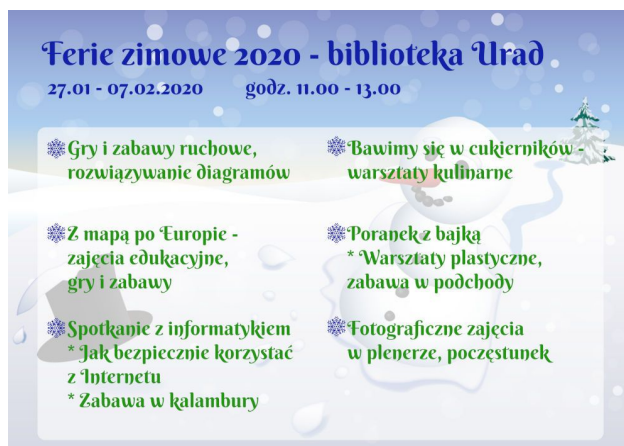 Ferie zimowe 2020 - biblioteka Urad
27.01 - 07.02.2020 godz. 11.00 - 13.00
Gry i zabawy ruchowe,
rozwiązywanie diagramów
Z mapą po Europie -
zajęcia edukacyjne,
gry i zabawy
Spotkanie z informatykiem
* Jak bezpiecznie korzystać
z Internetu
* Zabawa w kalambury
Bawimy się w cukierników -
warsztaty kulinarne
Poranek z bajką
* Warsztaty plastyczne,
zabawa w podchody
Fotograficzne zajęcia
w plenerze, poczęstunek